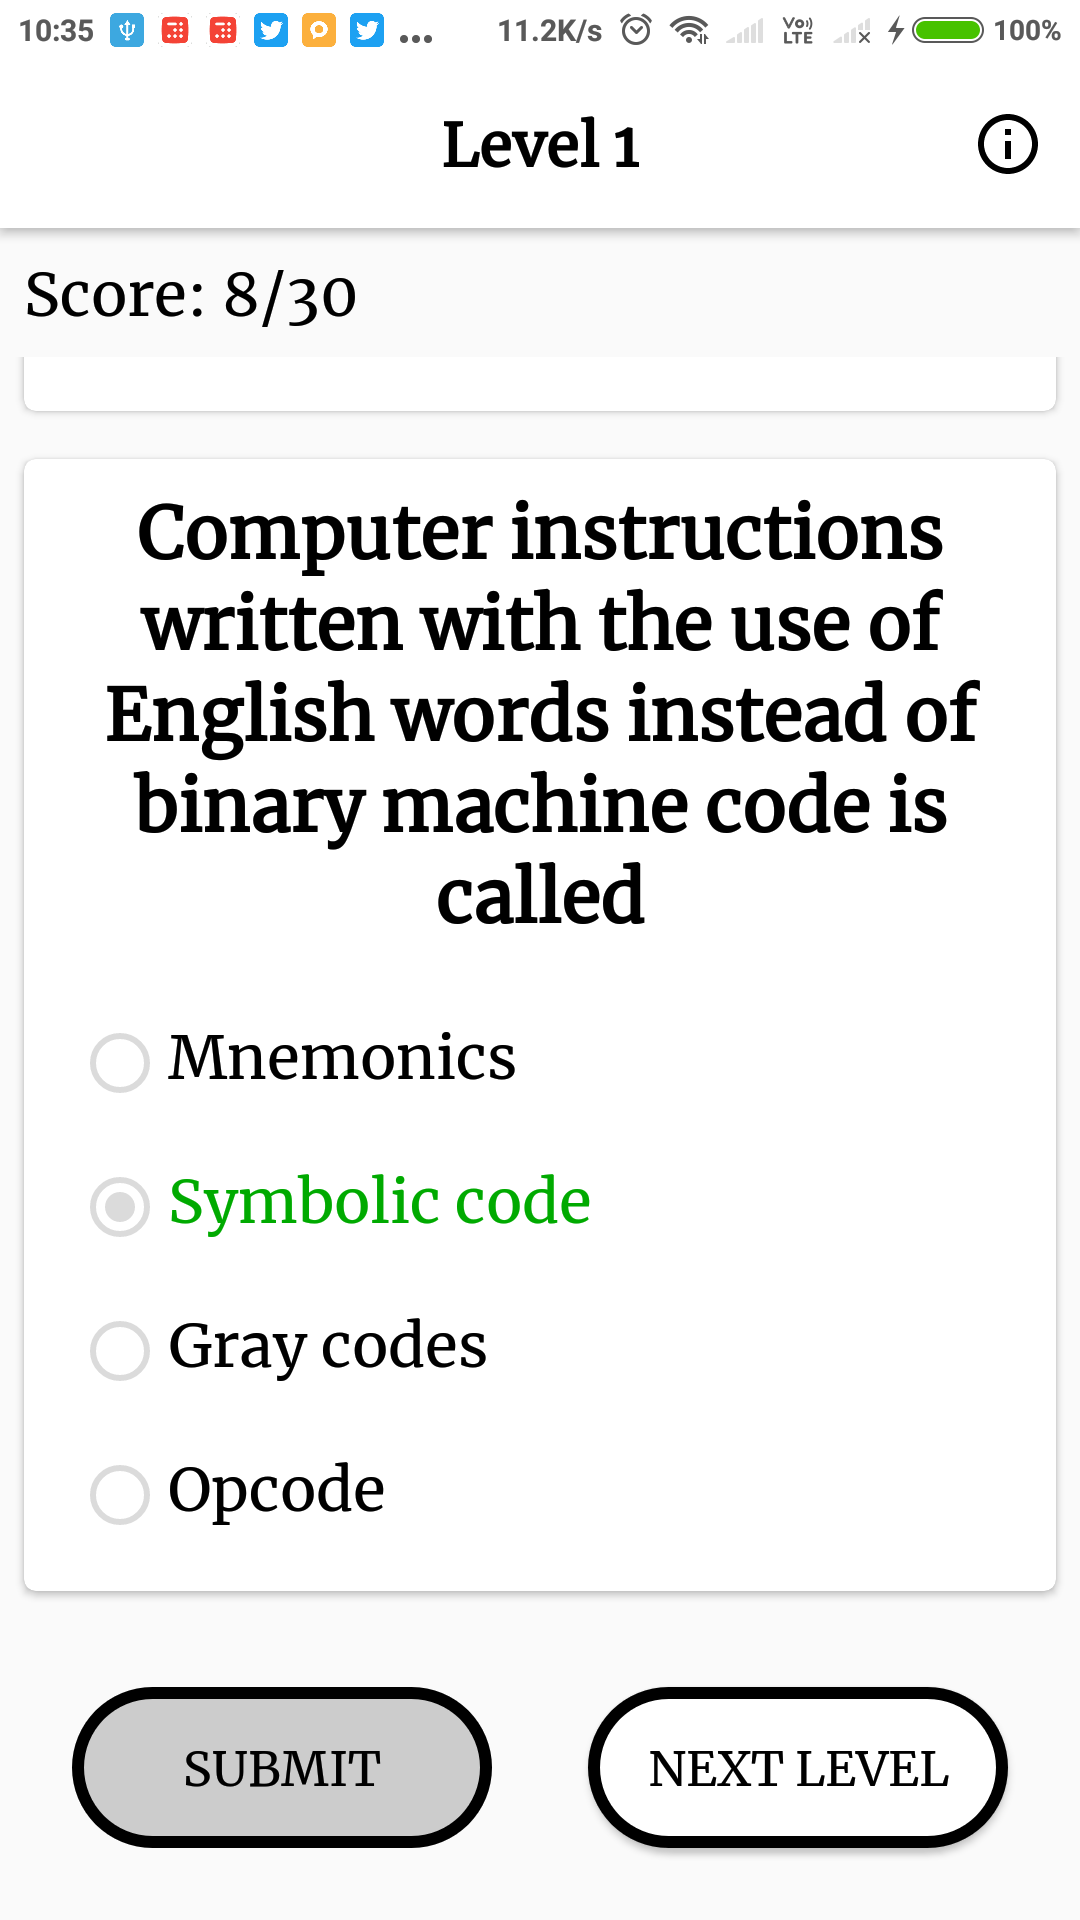 10:35 ... 11.2K/s VO)) LTE 100%
Level 1
Score: 8/30
Computer instructions
written with the use of
English words instead of
binary machine code is
called
Mnemonics
Symbolic code
Gray codes
Opcode
SUBMIT NEXT LEVEL